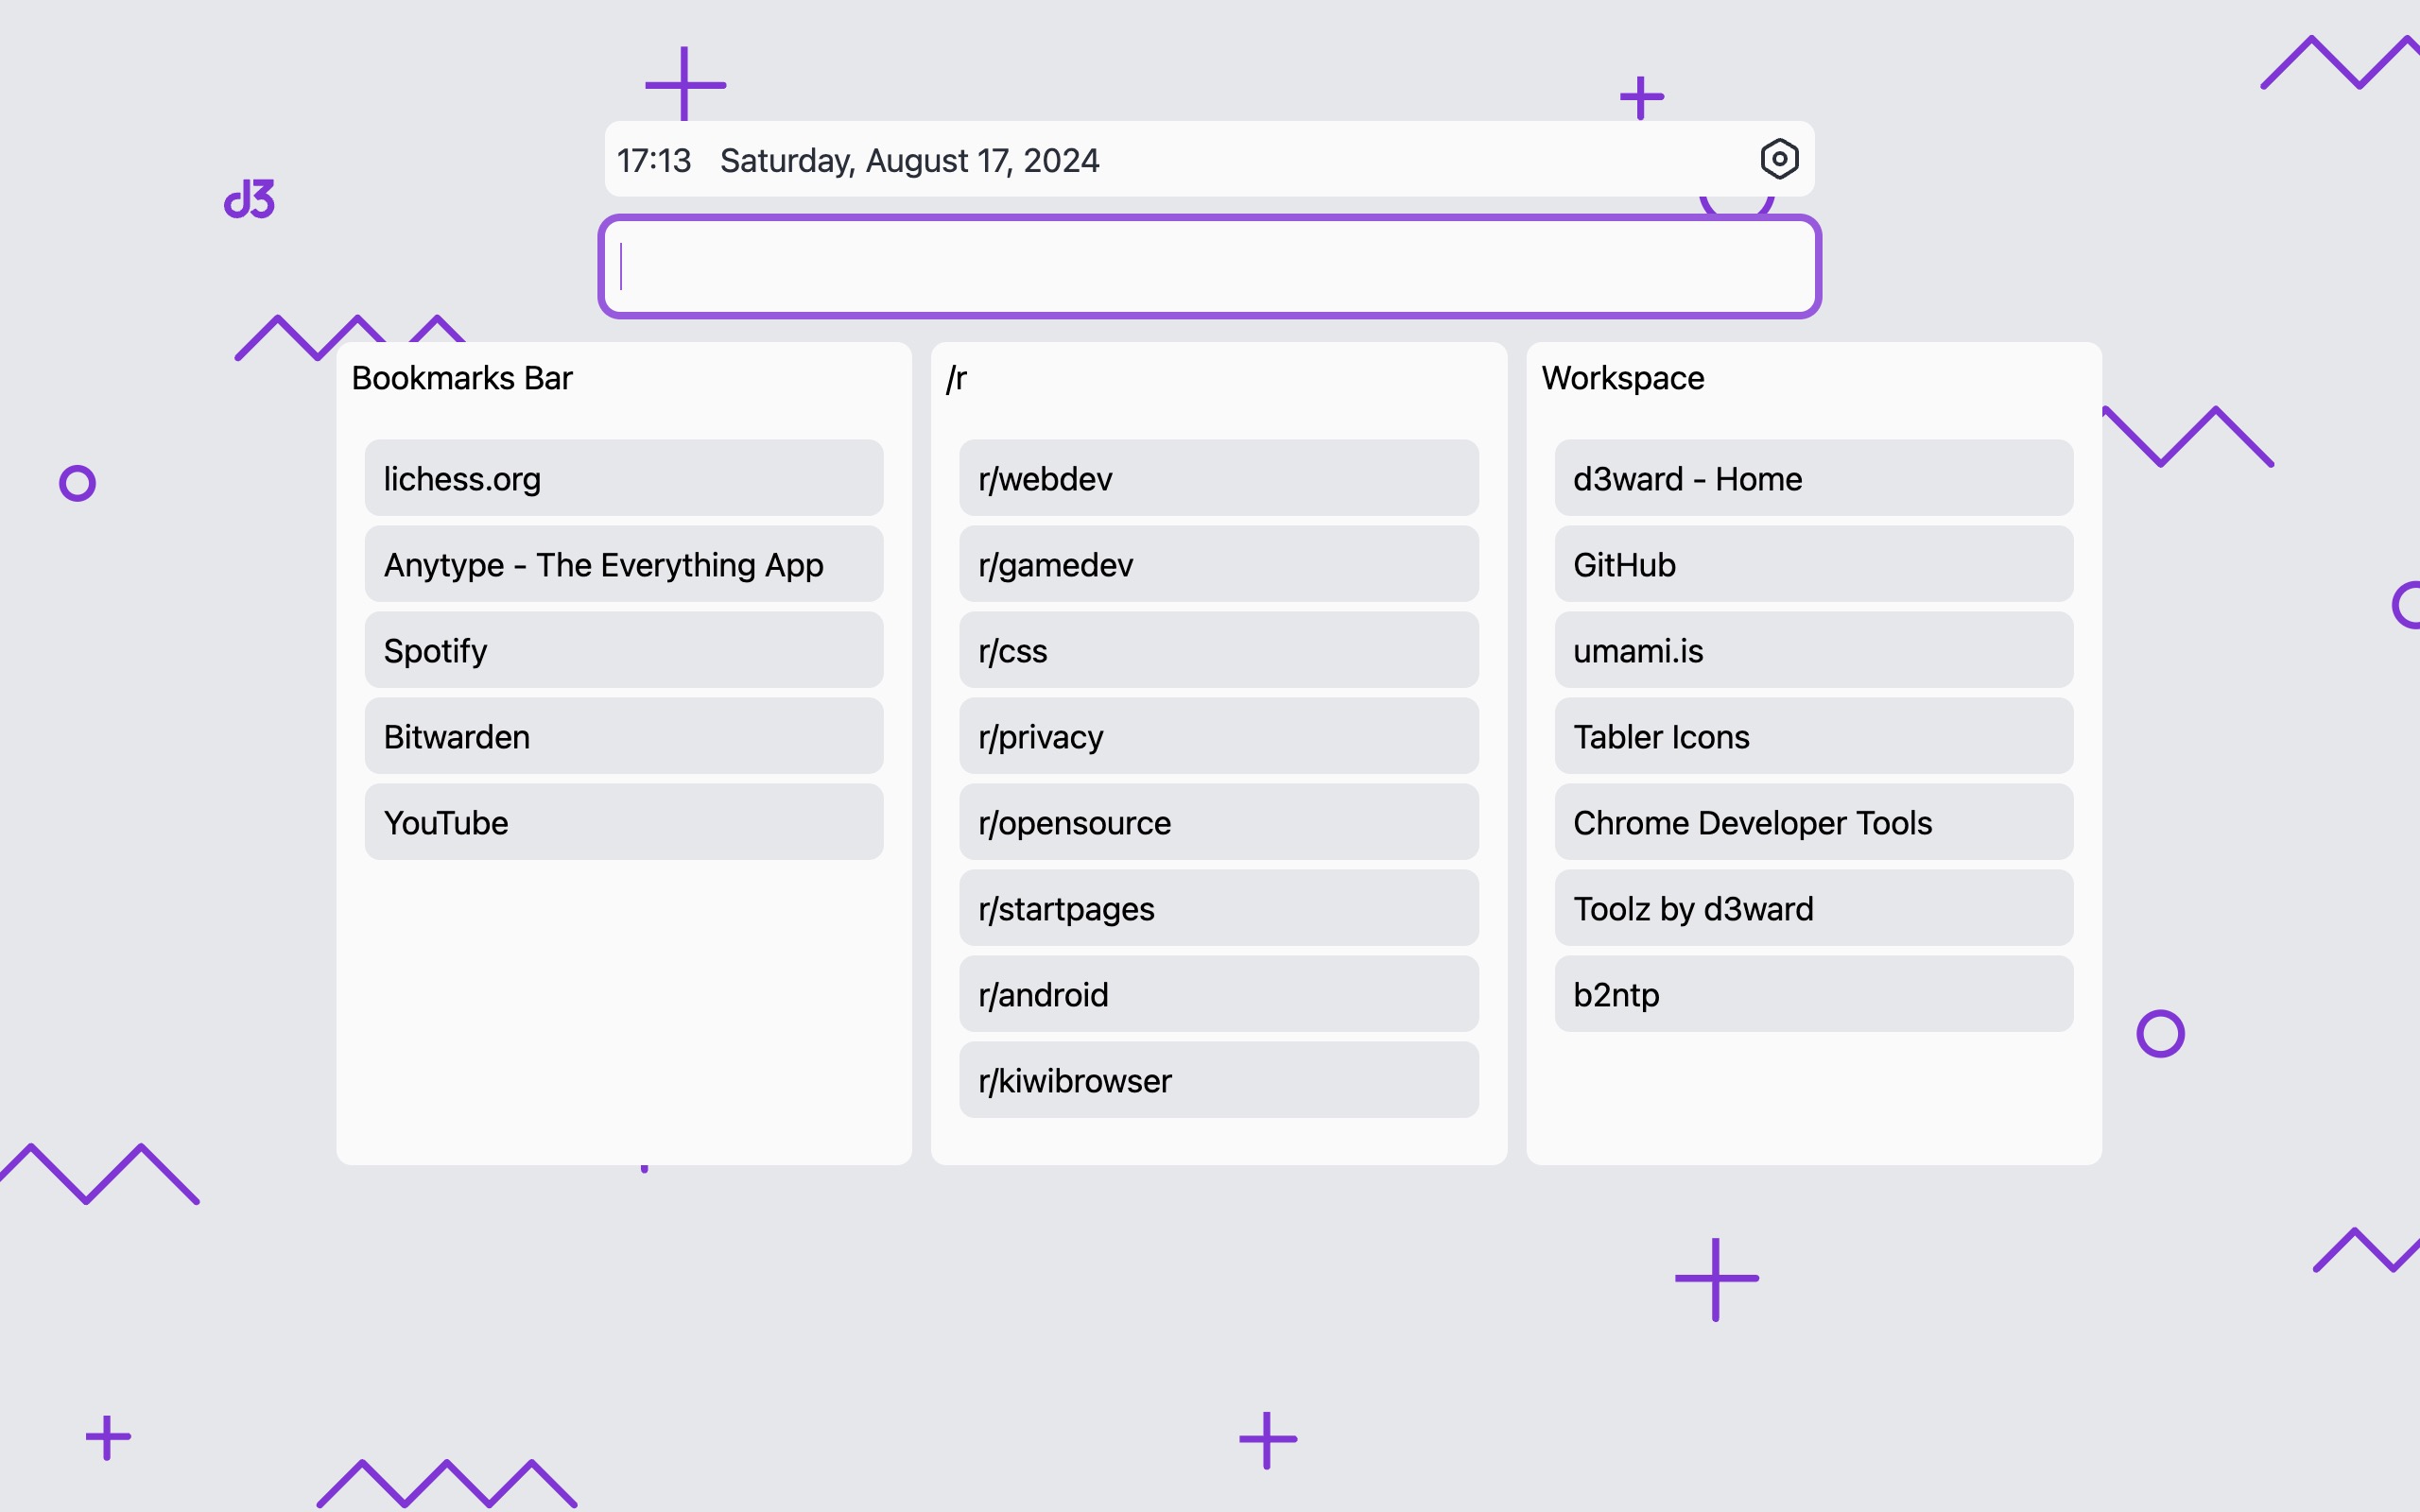 17:13 Saturday, August 17, 2024
d3
Bookmarks Bar
lichess.org
Anytype - The Everything App
Spotify
Bitwarden
YouTube
/r
r/webdev
r/gamedev
r/css
r/privacy
r/opensource
r/startpages
r/android
r/kiwibrowser
Workspace
d3ward - Home
GitHub
umami.is
Tabler Icons
Chrome Developer Tools
Toolz by d3ward
b2ntp